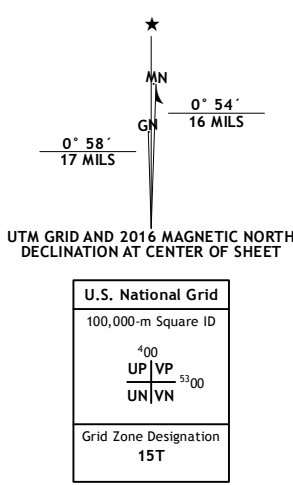 ★
MN
0° 54´
16 MILS
GN
0° 58´
17 MILS
UTM GRID AND 2016 MAGNETIC NORTH
DECLINATION AT CENTER OF SHEET
U.S. National Grid
100,000-m Square ID
⁴00
UP VP
⁵³00
UN VN
Grid Zone Designation
15T